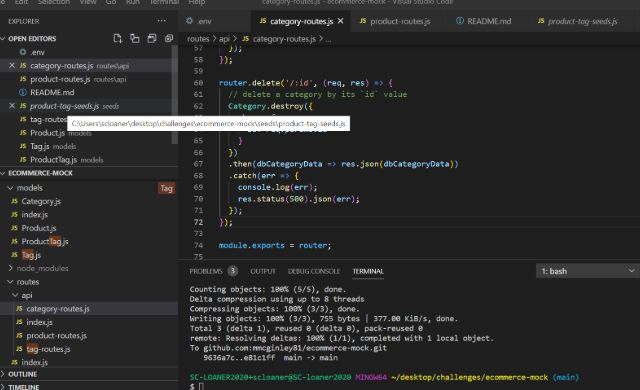 File Edit Selection View Go Run Terminal Help category-routes.js - ecommerce-mock - Visual Studio Code
EXPLORER
OPEN EDITORS
.env
category-routes.js routes\api
product-routes.js routes\api
README.md
product-tag-seeds.js seeds
tag-routes
Product.js
Tag.js
ProductTag.js
C:\Users\scloaner\desktop\challenges\ecommerce-mock\seeds\product-tag-seeds.js
ECOMMERCE-MOCK
models
Tag
Category.js
index.js
Product.js
ProductTag.js
Tag.js
node_modules
routes
api
category-routes.js
index.js
product-routes.js
tag-routes.js
index.js
OUTLINE
TIMELINE
.env
category-routes.js
product-routes.js
README.md
product-tag-seeds.js
routes > api > category-routes.js > ...
57 });
58 });
59
60 router.delete('/:id', (req, res) => {
61 // delete a category by its `id` value
62 Category.destroy({
}
66 })
67 .then(dbCategoryData => res.json(dbCategoryData))
68 .catch(err => {
69 console.log(err);
70 res.status(500).json(err);
71 });
72 });
73
74 module.exports = router;
PROBLEMS 3 OUTPUT DEBUG CONSOLE TERMINAL
1: bash
Counting objects: 100% (5/5), done.
Delta compression using up to 8 threads
Compressing objects: 100% (3/3), done.
Writing objects: 100% (3/3), 755 bytes | 377.00 KiB/s, done.
Total 3 (delta 1), reused 0 (delta 0), pack-reused 0
remote: Resolving deltas: 100% (1/1), completed with 1 local object.
To github.com:mmcginley81/ecommerce-mock.git
9636a7c..e81c1ff main -> main
SC-LOANER2020+scloaner@SC-loaner2020 MINGW64 ~/desktop/challenges/ecommerce-mock (main)
$